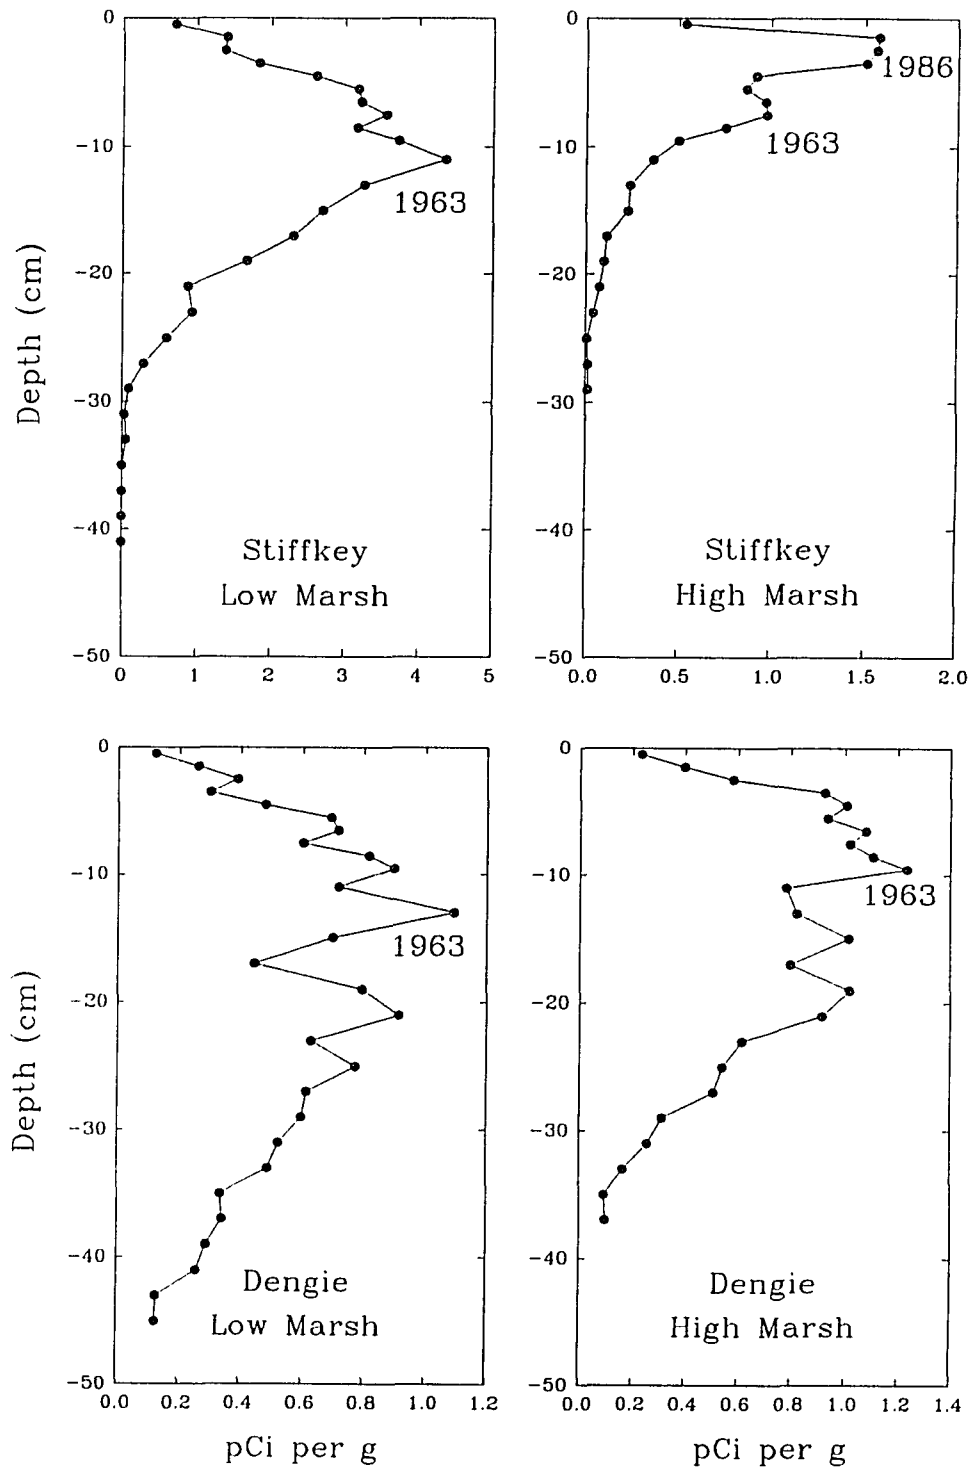 0
-10
-20
-30
-40
-50
Depth (cm)
1963
Stiffkey
Low Marsh
0 1 2 3 4 5
0
-10
-20
-30
-40
-50
1986
1963
Stiffkey
High Marsh
0.0 0.5 1.0 1.5 2.0
0
-10
-20
-30
-40
-50
Depth (cm)
1963
Dengie
Low Marsh
0.0 0.2 0.4 0.6 0.8 1.0 1.2
pCi per g
0
-10
-20
-30
-40
-50
1963
Dengie
High Marsh
0.0 0.2 0.4 0.6 0.8 1.0 1.2 1.4
pCi per g